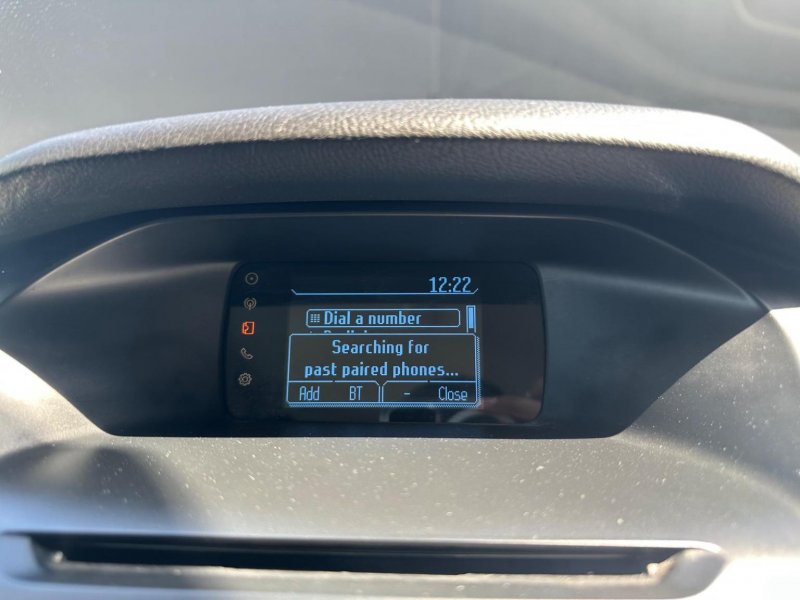 12:22
Dial a number
Searching for
past paired phones...
Add BT - Close